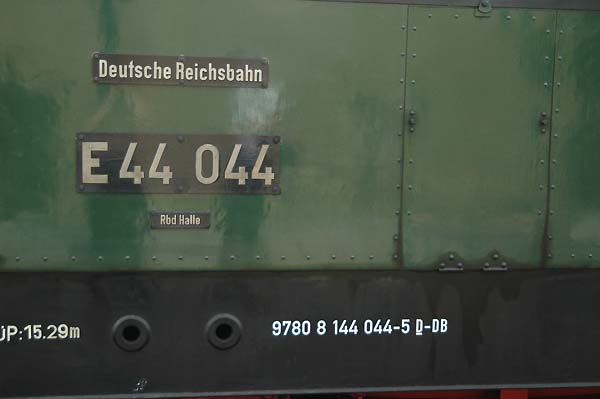 Deutsche Reichsbahn
E 44 044
Rbd Halle
üP:15.29m
9780 8 144 044-5 D-DB